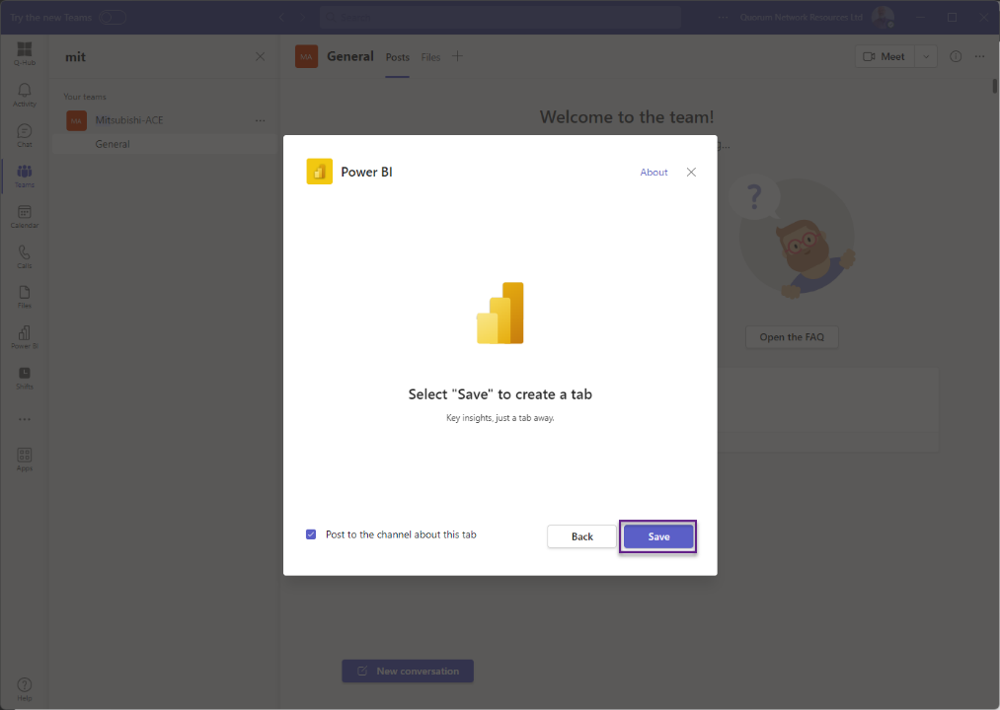 Try the new Teams
Search
Quorum Network Resources Ltd
Q-Hub
Activity
Chat
Teams
Calendar
Calls
Files
Power BI
Shifts
Apps
Help
mit
Your teams
MA
Mitsubishi-ACE
General
MA
General
Posts
Files
Meet
Welcome to the team!
Open the FAQ
New conversation
Power BI
About
Select "Save" to create a tab
Key insights, just a tab away.
Post to the channel about this tab
Back
Save